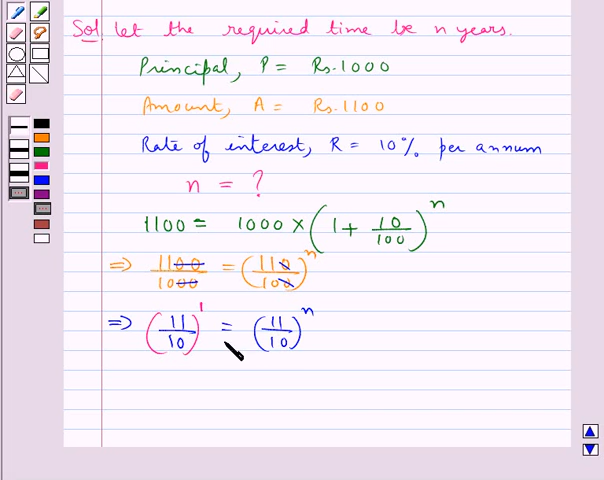 Sol let the required time be n years.
Principal, P = Rs.1000
Amount, A = Rs.1100
Rate of interest, R = 10% per annum
n = ?
1100 = 1000 × (1 + 10/100)^n
⇒ 1100/1000 = (110/100)^n
⇒ (11/10)^1 = (11/10)^n